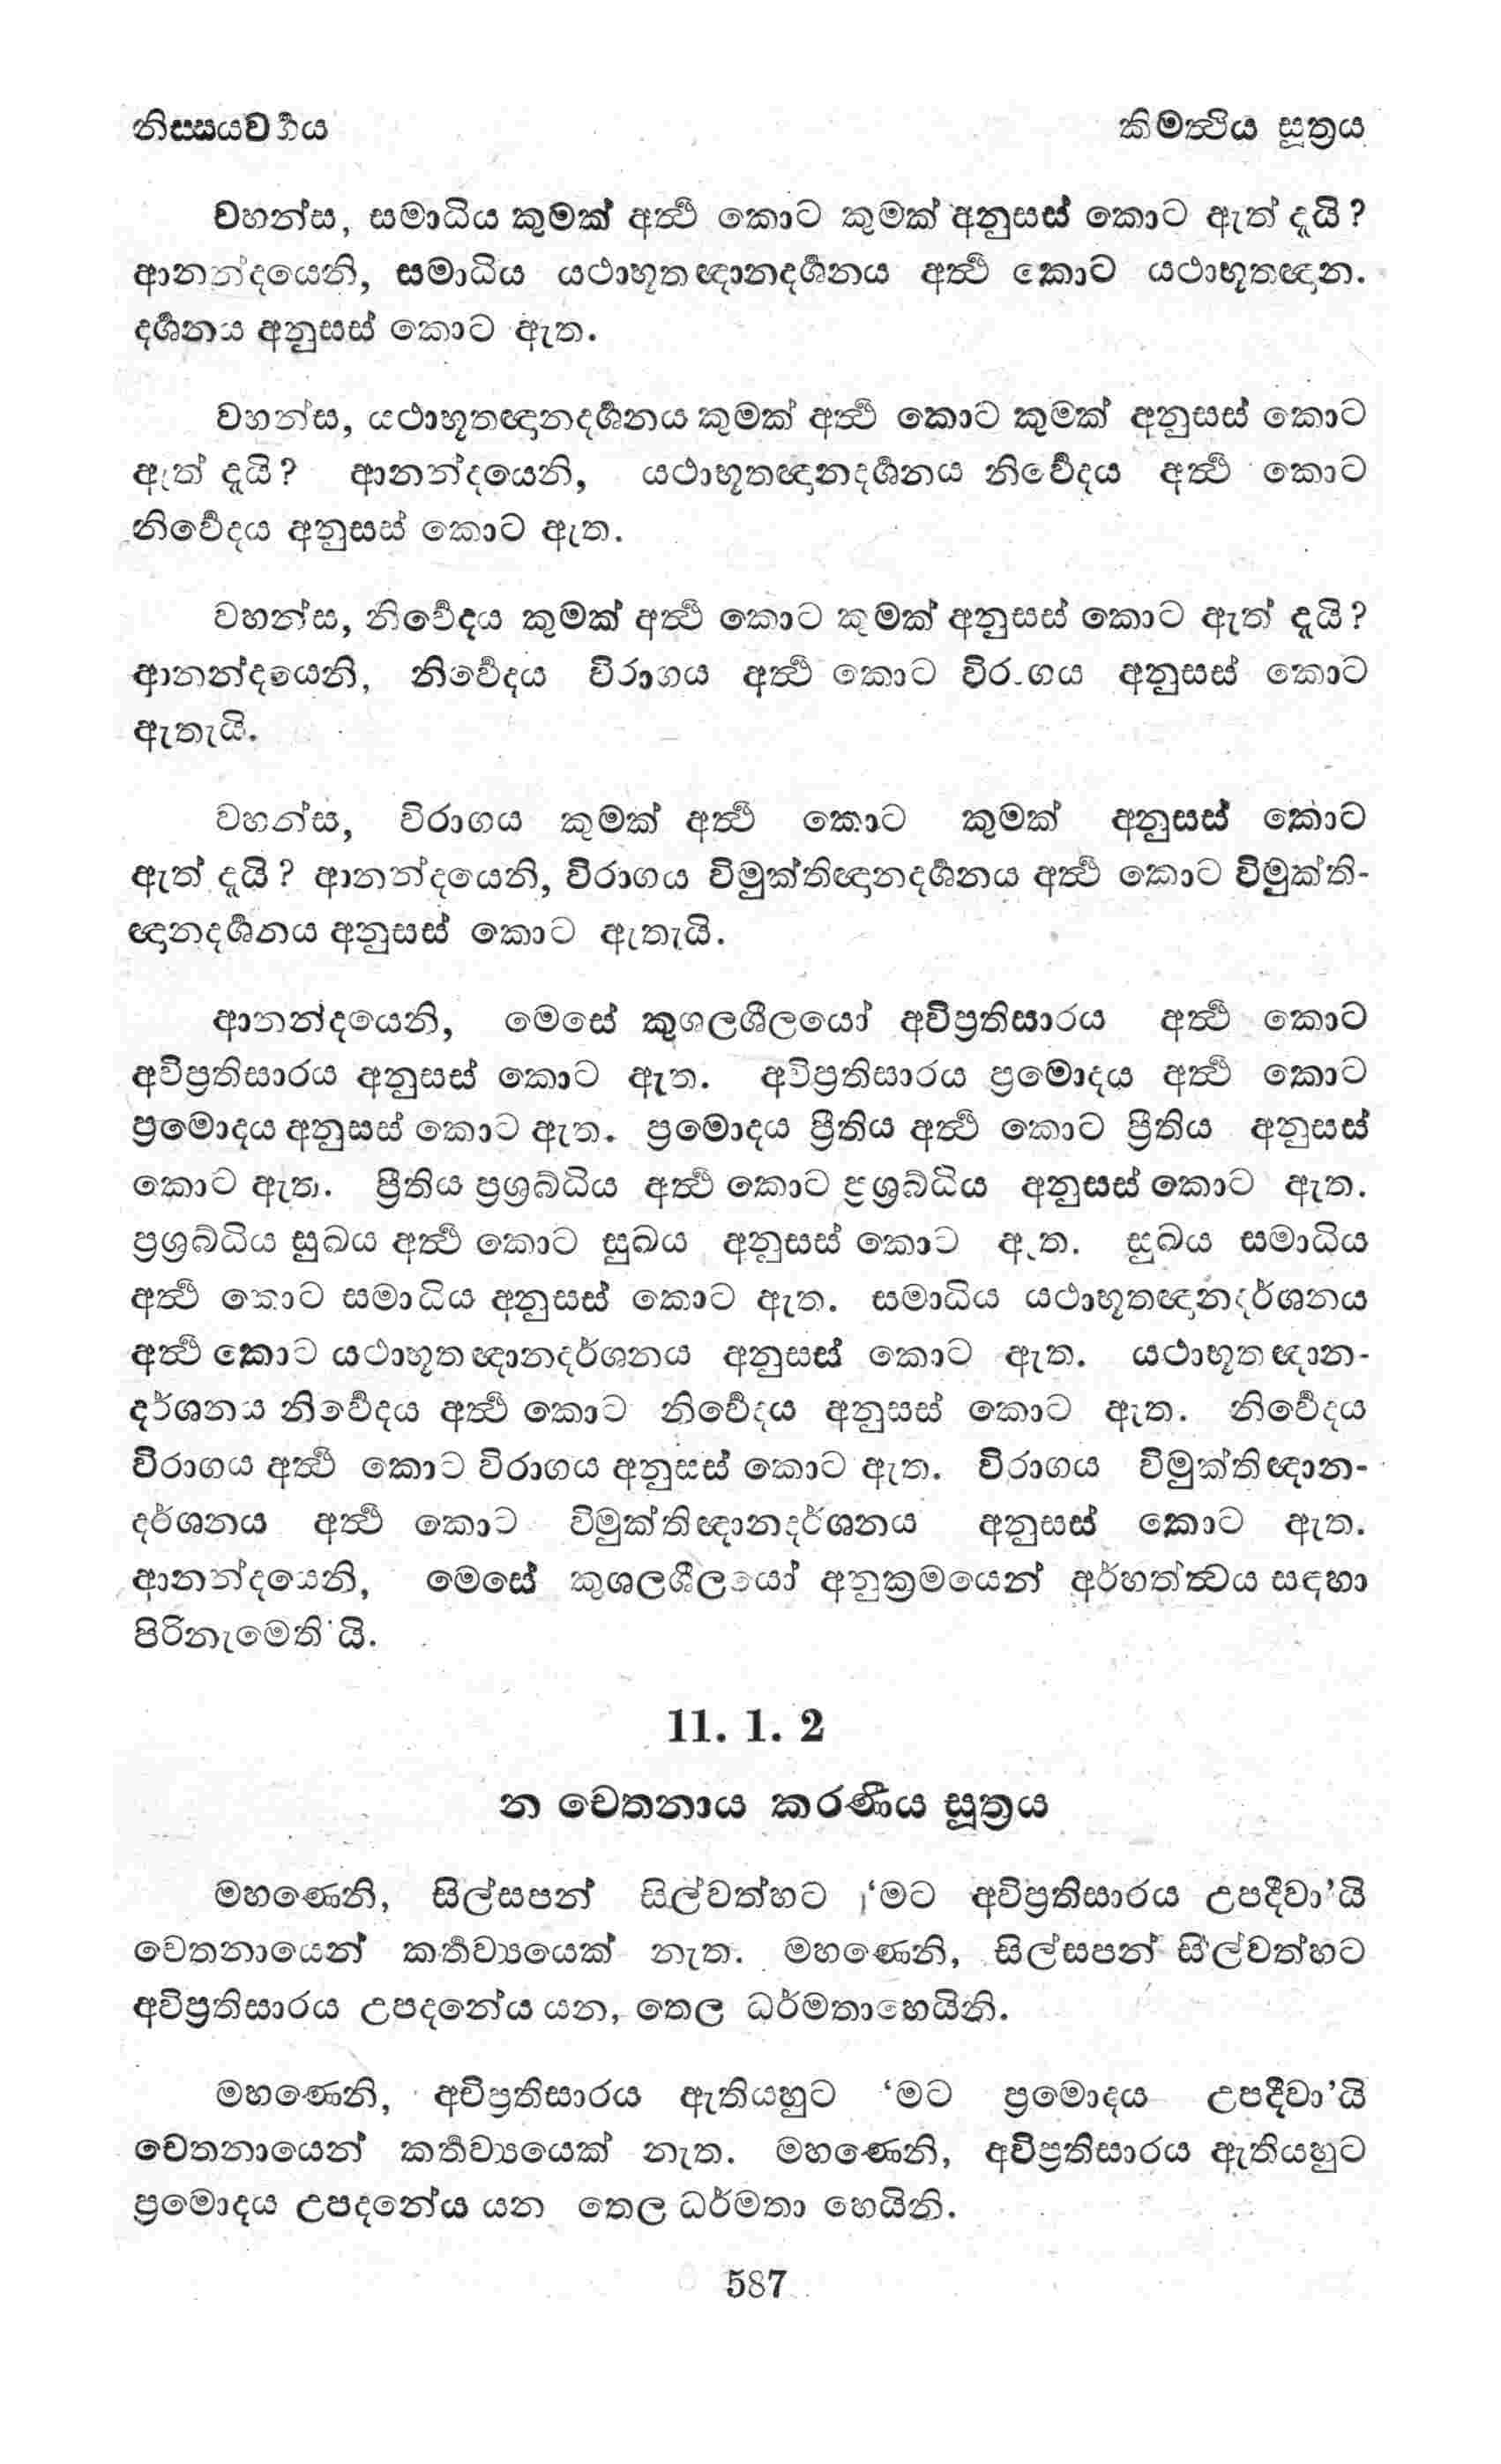 නිස්සයවර්‍ගය
කිමත්‍ථිය සූත්‍රය
වහන්ස, සමාධිය කුමක් අර්‍ත්‍ථ කොට කුමක් අනුසස් කොට ඇත් දැයි?
ආනන්දයෙනි, සමාධිය යථාභූතඥානදර්‍ශනය අර්‍ත්‍ථ කොට යථාභූතඥාන.
දර්‍ශනය අනුසස් කොට ඇත.
වහන්ස, යථාභූතඥානදර්‍ශනය කුමක් අර්‍ත්‍ථ කොට කුමක් අනුසස් කොට
ඇත් දැයි? ආනන්දයෙනි, යථාභූතඥානදර්‍ශනය නිර්‍වේදය අර්‍ත්‍ථ කොට
නිර්‍වේදය අනුසස් කොට ඇත.
වහන්ස, නිර්‍වේදය කුමක් අර්‍ත්‍ථ කොට කුමක් අනුසස් කොට ඇත් දැයි?
ආනන්දයෙනි, නිර්‍වේදය විරාගය අර්‍ත්‍ථ කොට විරාගය අනුසස් කොට
ඇතැයි.
වහන්ස, විරාගය කුමක් අර්‍ත්‍ථ කොට කුමක් අනුසස් කොට
ඇත් දැයි? ආනන්දයෙනි, විරාගය විමුක්තිඥානදර්‍ශනය අර්‍ත්‍ථ කොට විමුක්ති-
ඥානදර්‍ශනය අනුසස් කොට ඇතැයි.
ආනන්දයෙනි, මෙසේ කුශලශීලයෝ අවිප්‍රතිසාරය අර්‍ත්‍ථ කොට
අවිප්‍රතිසාරය අනුසස් කොට ඇත. අවිප්‍රතිසාරය ප්‍රමොදය අර්‍ත්‍ථ කොට
ප්‍රමොදය අනුසස් කොට ඇත. ප්‍රමොදය ප්‍රීතිය අර්‍ත්‍ථ කොට ප්‍රීතිය අනුසස්
කොට ඇත. ප්‍රීතිය ප්‍රශ්‍රබ්ධිය අර්‍ත්‍ථ කොට ප්‍රශ්‍රබ්ධිය අනුසස් කොට ඇත.
ප්‍රශ්‍රබ්ධිය සුඛය අර්‍ත්‍ථ කොට සුඛය අනුසස් කොට ඇත. සුඛය සමාධිය
අර්‍ත්‍ථ කොට සමාධිය අනුසස් කොට ඇත. සමාධිය යථාභූතඥානදර්ශනය
අර්‍ත්‍ථ කොට යථාභූතඥානදර්ශනය අනුසස් කොට ඇත. යථාභූතඥාන-
දර්ශනය නිර්‍වේදය අර්‍ත්‍ථ කොට නිර්‍වේදය අනුසස් කොට ඇත. නිර්‍වේදය
විරාගය අර්‍ත්‍ථ කොට විරාගය අනුසස් කොට ඇත. විරාගය විමුක්තිඥාන-
දර්ශනය අර්‍ත්‍ථ කොට විමුක්තිඥානදර්ශනය අනුසස් කොට ඇත.
ආනන්දයෙනි, මෙසේ කුශලශීලයෝ අනුක්‍රමයෙන් අර්හත්ත්‍වය සඳහා
පිරිනැමෙති යි.
11. 1. 2
න චෙතනාය කරණීය සූත්‍රය
මහණෙනි, සිල්සපන් සිල්වත්හට ‘මට අවිප්‍රතිසාරය උපදීවා’යි
චෙතනායෙන් කර්‍තව්‍යයෙක් නැත. මහණෙනි, සිල්සපන් සිල්වත්හට
අවිප්‍රතිසාරය උපදනේය යන, තෙල ධර්මතාහෙයිනි.
මහණෙනි, අවිප්‍රතිසාරය ඇතියහුට ‘මට ප්‍රමොදය උපදීවා’යි
චෙතනායෙන් කර්‍තව්‍යයෙක් නැත. මහණෙනි, අවිප්‍රතිසාරය ඇතියහුට
ප්‍රමොදය උපදනේය යන තෙල ධර්මතා හෙයිනි.
587